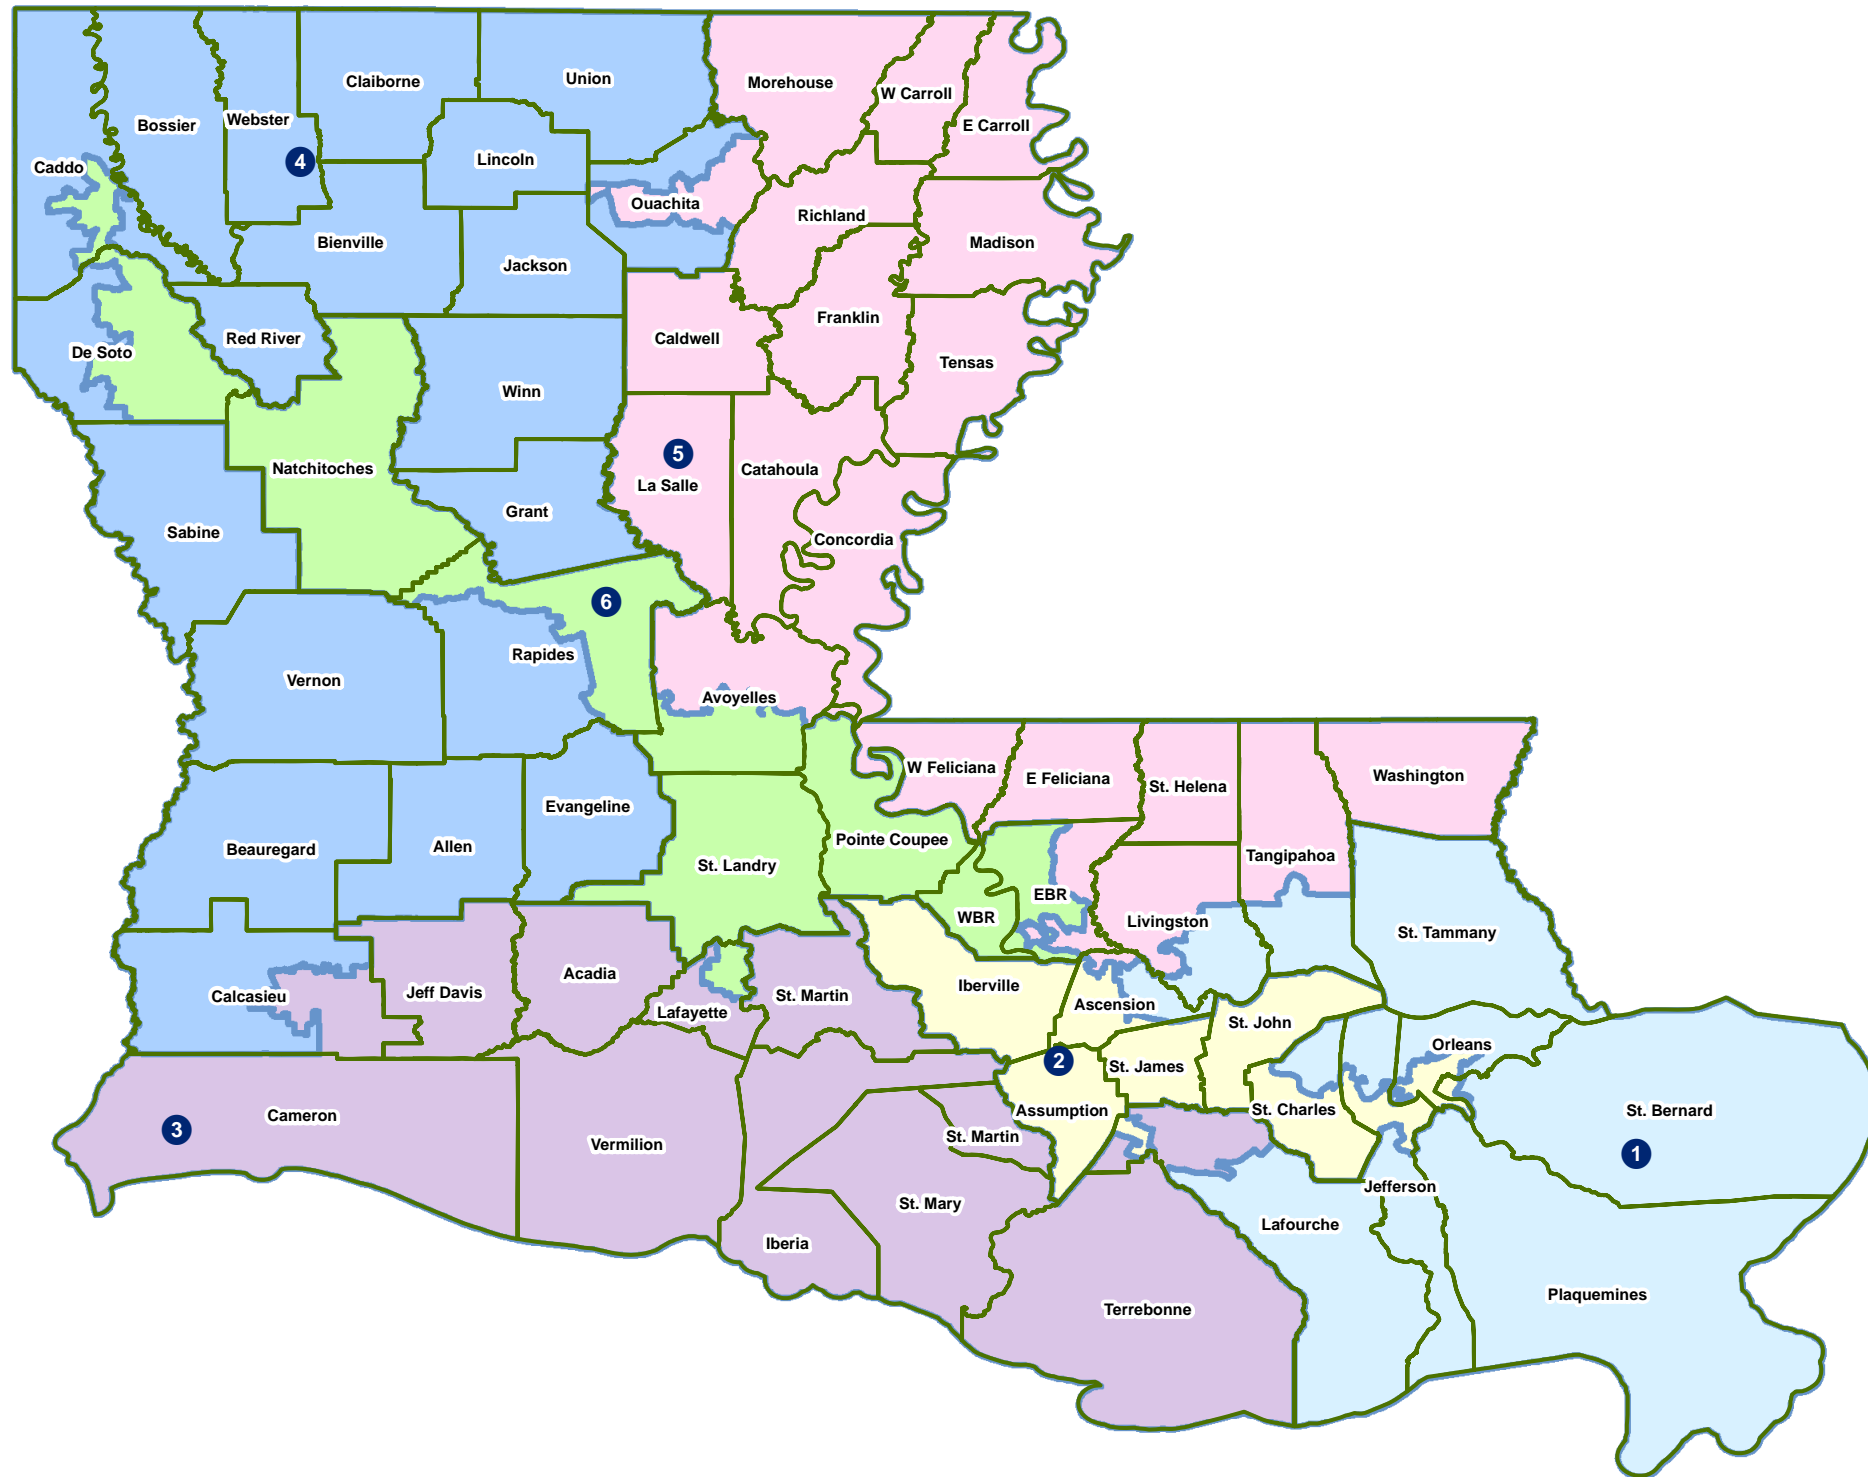 Claiborne
Union
Morehouse
W Carroll
Bossier
Webster
E Carroll
4
Lincoln
Caddo
Ouachita
Richland
Bienville
Madison
Jackson
Franklin
Red River
Caldwell
De Soto
Tensas
Winn
5
Natchitoches
Catahoula
La Salle
Grant
Sabine
Concordia
6
Rapides
Vernon
Avoyelles
W Feliciana
E Feliciana
St. Helena
Washington
Evangeline
Pointe Coupee
Beauregard
Allen
Tangipahoa
St. Landry
EBR
WBR
Livingston
St. Tammany
Acadia
Iberville
Jeff Davis
Calcasieu
St. Martin
Ascension
Lafayette
St. John
Orleans
2
St. James
Cameron
Assumption
St. Charles
St. Bernard
3
St. Martin
Vermilion
1
Jefferson
St. Mary
Lafourche
Iberia
Plaquemines
Terrebonne